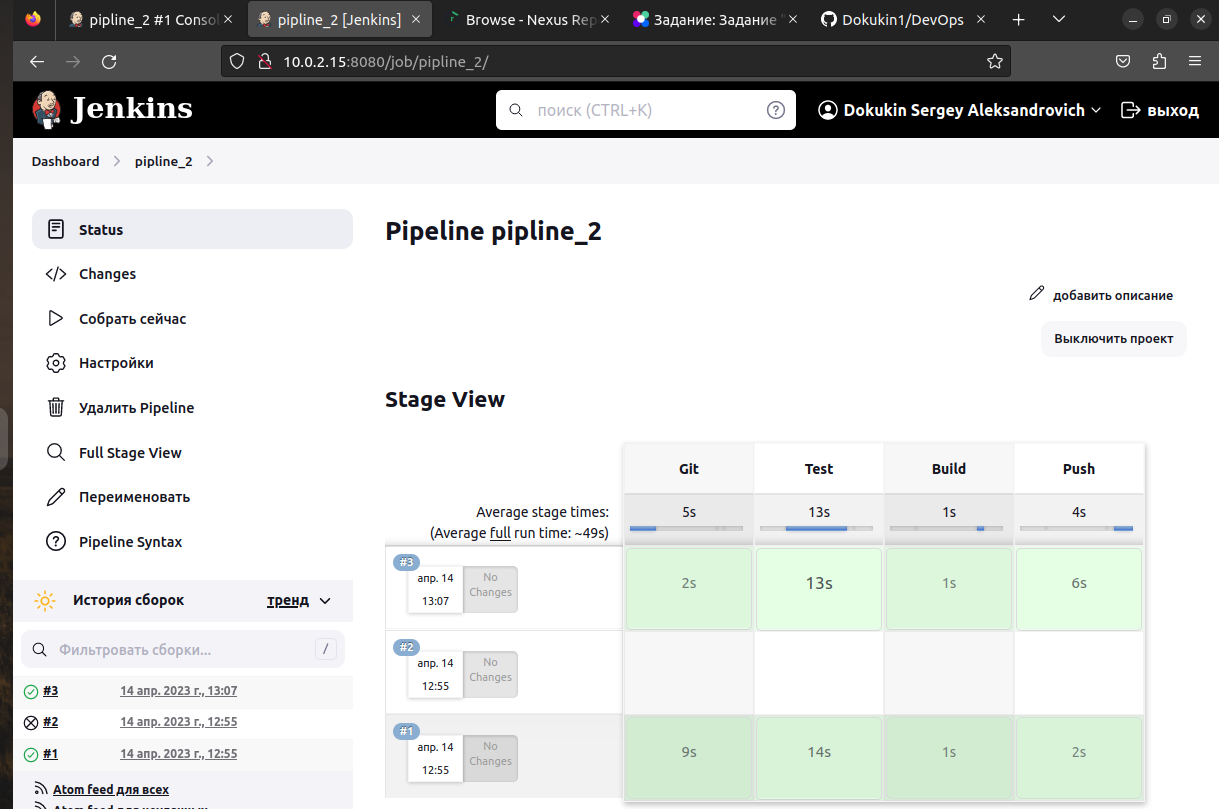 pipline_2 #1 Consol
pipline_2 [Jenkins]
Browse - Nexus Rep
Задание: Задание "
Dokukin1/DevOps
10.0.2.15:8080/job/pipline_2/
Jenkins
поиск (CTRL+K)
?
Dokukin Sergey Aleksandrovich
выход
Dashboard
pipline_2
Status
Changes
Собрать сейчас
Настройки
Удалить Pipeline
Full Stage View
Переименовать
Pipeline Syntax
История сборок
тренд
Фильтровать сборки...
/
#3
14 апр. 2023 г., 13:07
#2
14 апр. 2023 г., 12:55
#1
14 апр. 2023 г., 12:55
Atom feed для всех
Pipeline pipline_2
добавить описание
Выключить проект
Stage View
Git
Test
Build
Push
Average stage times:
(Average full run time: ~49s)
5s
13s
1s
4s
#3
апр. 14
13:07
No
Changes
2s
13s
1s
6s
#2
апр. 14
12:55
No
Changes
#1
апр. 14
12:55
No
Changes
9s
14s
1s
2s